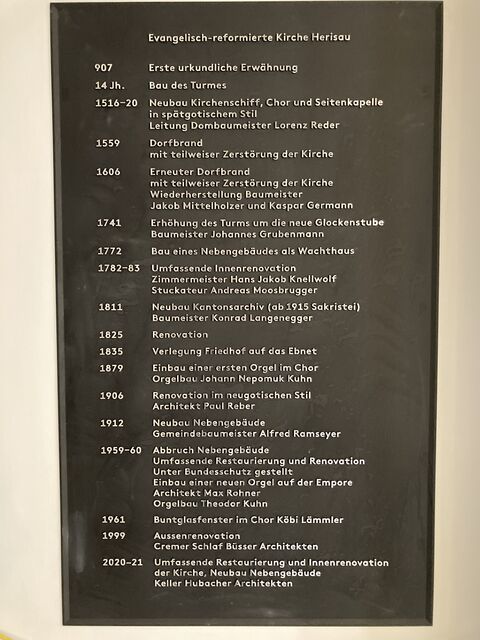 Evangelisch-reformierte Kirche Herisau
907 Erste urkundliche Erwähnung
14 Jh. Bau des Turmes
1516–20 Neubau Kirchenschiff, Chor und Seitenkapelle
in spätgotischem Stil
Leitung Dombaumeister Lorenz Reder
1559 Dorfbrand
mit teilweiser Zerstörung der Kirche
1606 Erneuter Dorfbrand
mit teilweiser Zerstörung der Kirche
Wiederherstellung Baumeister
Jakob Mittelholzer und Kaspar Germann
1741 Erhöhung des Turms um die neue Glockenstube
Baumeister Johannes Grubenmann
1772 Bau eines Nebengebäudes als Wachthaus
1782–83 Umfassende Innenrenovation
Zimmermeister Hans Jakob Knellwolf
Stuckateur Andreas Moosbrugger
1811 Neubau Kantonsarchiv (ab 1915 Sakristei)
Baumeister Konrad Langenegger
1825 Renovation
1835 Verlegung Friedhof auf das Ebnet
1879 Einbau einer ersten Orgel im Chor
Orgelbau Johann Nepomuk Kuhn
1906 Renovation im neugotischen Stil
Architekt Paul Reber
1912 Neubau Nebengebäude
Gemeindebaumeister Alfred Ramseyer
1959–60 Abbruch Nebengebäude
Umfassende Restaurierung und Renovation
Unter Bundesschutz gestellt
Einbau einer neuen Orgel auf der Empore
Architekt Max Rohner
Orgelbau Theodor Kuhn
1961 Buntglasfenster im Chor Köbi Lämmler
1999 Aussenrenovation
Cremer Schlaf Büsser Architekten
2020–21 Umfassende Restaurierung und Innenrenovation
der Kirche, Neubau Nebengebäude
Keller Hubacher Architekten